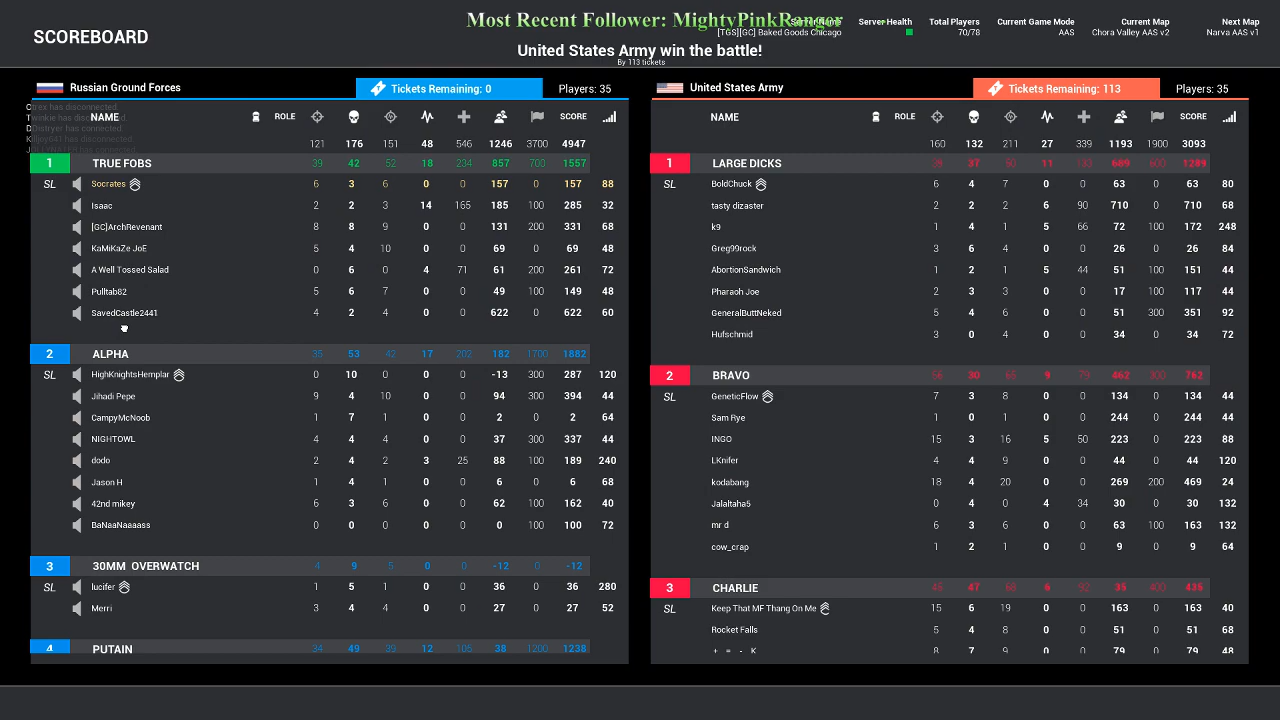 Most Recent Follower: MightyPinkRanger
SCOREBOARD
United States Army win the battle!
By 113 tickets
[TGS][GC] Baked Goods Chicago
Server Health
Total Players
70/78
Current Game Mode
AAS
Current Map
Chora Valley AAS v2
Next Map
Narva AAS v1
Russian Ground Forces
Tickets Remaining: 0
Players: 35
NAME ROLE SCORE
121 176 151 48 546 1246 3700 4947
1 TRUE FOBS 39 42 52 18 234 857 700 1557
SL Socrates 6 3 6 0 0 157 0 157 88
Isaac 2 2 3 14 165 185 100 285 32
[GC]ArchRevenant 8 8 9 0 0 131 200 331 68
KaMiKaZe JoE 5 4 10 0 0 69 0 69 48
A Well Tossed Salad 0 6 0 4 71 61 200 261 72
Pulltab82 5 6 7 0 0 49 100 149 48
SavedCastle2441 4 2 4 0 0 622 0 622 60
2 ALPHA 35 53 42 17 202 182 1700 1882
SL HighKnightsHemplar 0 10 0 0 0 -13 300 287 120
Jihadi Pepe 9 4 10 0 0 94 300 394 44
CampyMcNoob 1 7 1 0 0 2 0 2 64
NIGHTOWL 4 4 4 0 0 37 300 337 44
dodo 2 4 2 3 25 88 100 189 240
Jason H 1 4 1 0 0 6 0 6 68
42nd mikey 6 3 6 0 0 62 100 162 40
BaNaaNaaaass 0 0 0 0 0 0 100 100 72
3 30MM OVERWATCH 4 9 5 0 0 -12 0 -12
SL lucifer 1 5 1 0 0 36 0 36 280
Merri 3 4 4 0 0 27 0 27 52
4 PUTAIN 34 49 39 12 105 38 1200 1238
United States Army
Tickets Remaining: 113
Players: 35
NAME ROLE SCORE
160 132 211 27 339 1193 1900 3093
1 LARGE DICKS 39 37 90 11 689 600 1289
SL BoldChuck 6 4 7 0 0 63 0 63 80
tasty dizaster 2 2 2 6 90 710 0 710 68
k9 1 4 1 5 66 72 100 172 248
Greg99rock 3 6 4 0 0 26 0 26 84
AbortionSandwich 1 2 1 5 44 51 100 151 44
Pharaoh Joe 2 3 3 0 0 17 100 117 44
GeneralButtNeked 5 4 6 0 0 51 300 351 92
Hufschmid 3 0 4 0 0 34 0 34 72
2 BRAVO 30 65 9 79 462 300 762
SL GeneticFlow 7 3 8 0 0 134 0 134 44
Sam Rye 1 0 1 0 0 244 0 244 44
INGO 15 3 16 5 50 223 0 223 88
LKnifer 4 4 9 0 0 44 0 44 120
kodabang 18 4 20 0 0 269 200 469 24
Jalaltaha5 0 4 0 4 34 30 0 30 132
mr d 6 3 6 0 0 63 100 163 132
cow_crap 1 2 1 0 0 9 0 9 64
3 CHARLIE 45 47 68 6 92 35 400 435
SL Keep That MF Thang On Me 15 6 19 0 0 163 0 163 40
Rocket Falls 5 4 8 0 0 51 0 51 68
8 7 9 0 0 79 0 79 44